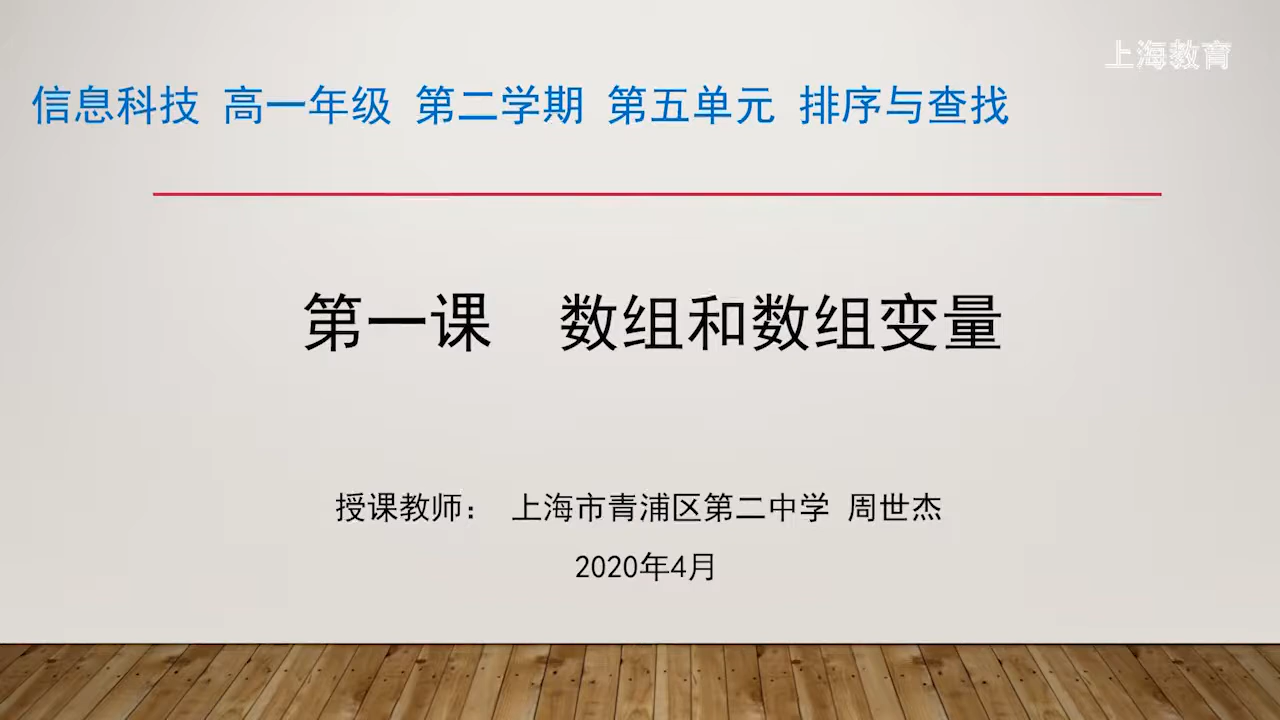 上海教育
信息科技 高一年级 第二学期 第五单元 排序与查找
第一课 数组和数组变量
授课教师： 上海市青浦区第二中学 周世杰
2020年4月